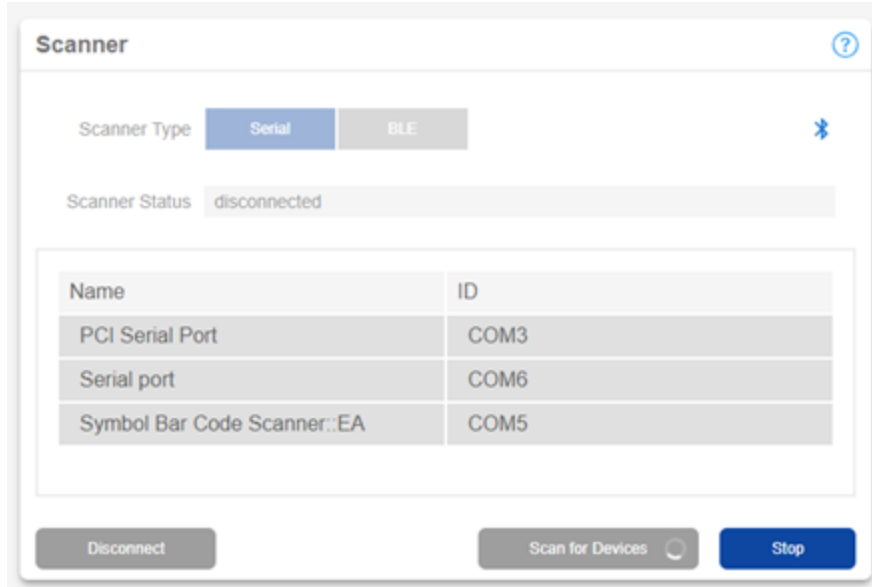 Scanner
Scanner Type Serial BLE
Scanner Status disconnected
Name ID
PCI Serial Port COM3
Serial port COM6
Symbol Bar Code Scanner::EA COM5
Disconnect Scan for Devices Stop